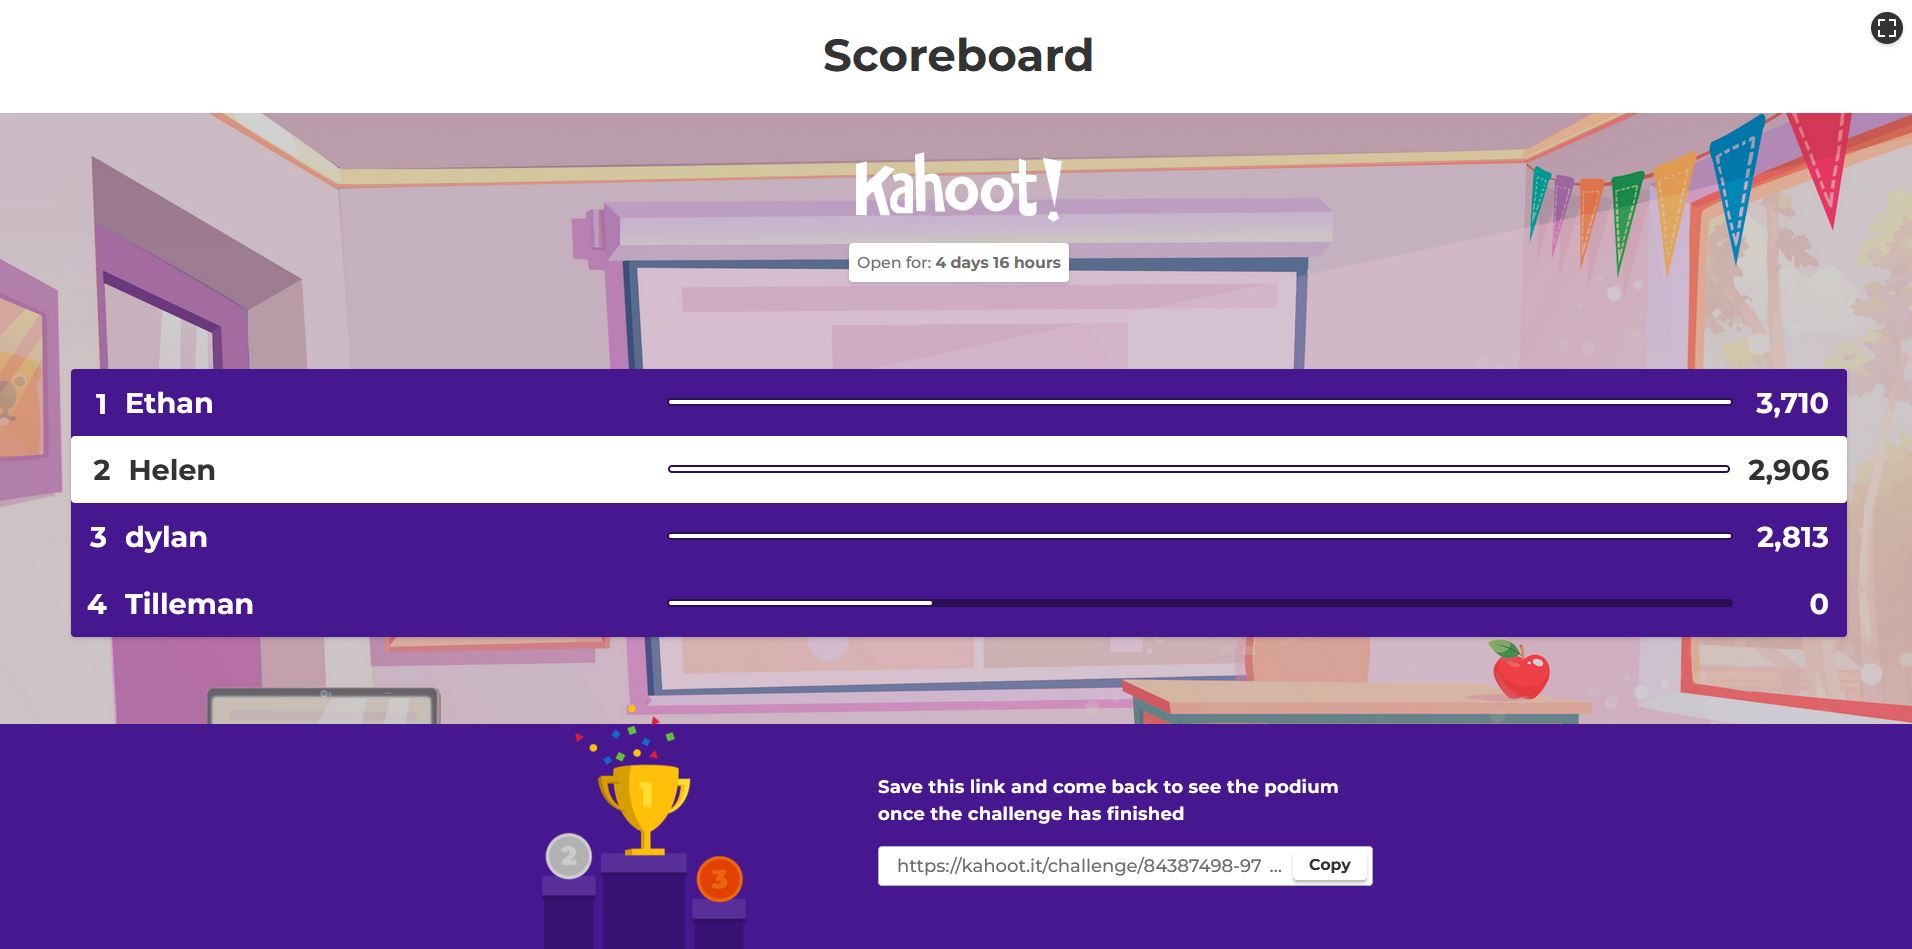 Scoreboard
Kahoot!
Open for: 4 days 16 hours
1 Ethan 3,710
2 Helen 2,906
3 dylan 2,813
4 Tilleman 0
1
2
3
Save this link and come back to see the podium
once the challenge has finished
https://kahoot.it/challenge/84387498-97 ... Copy